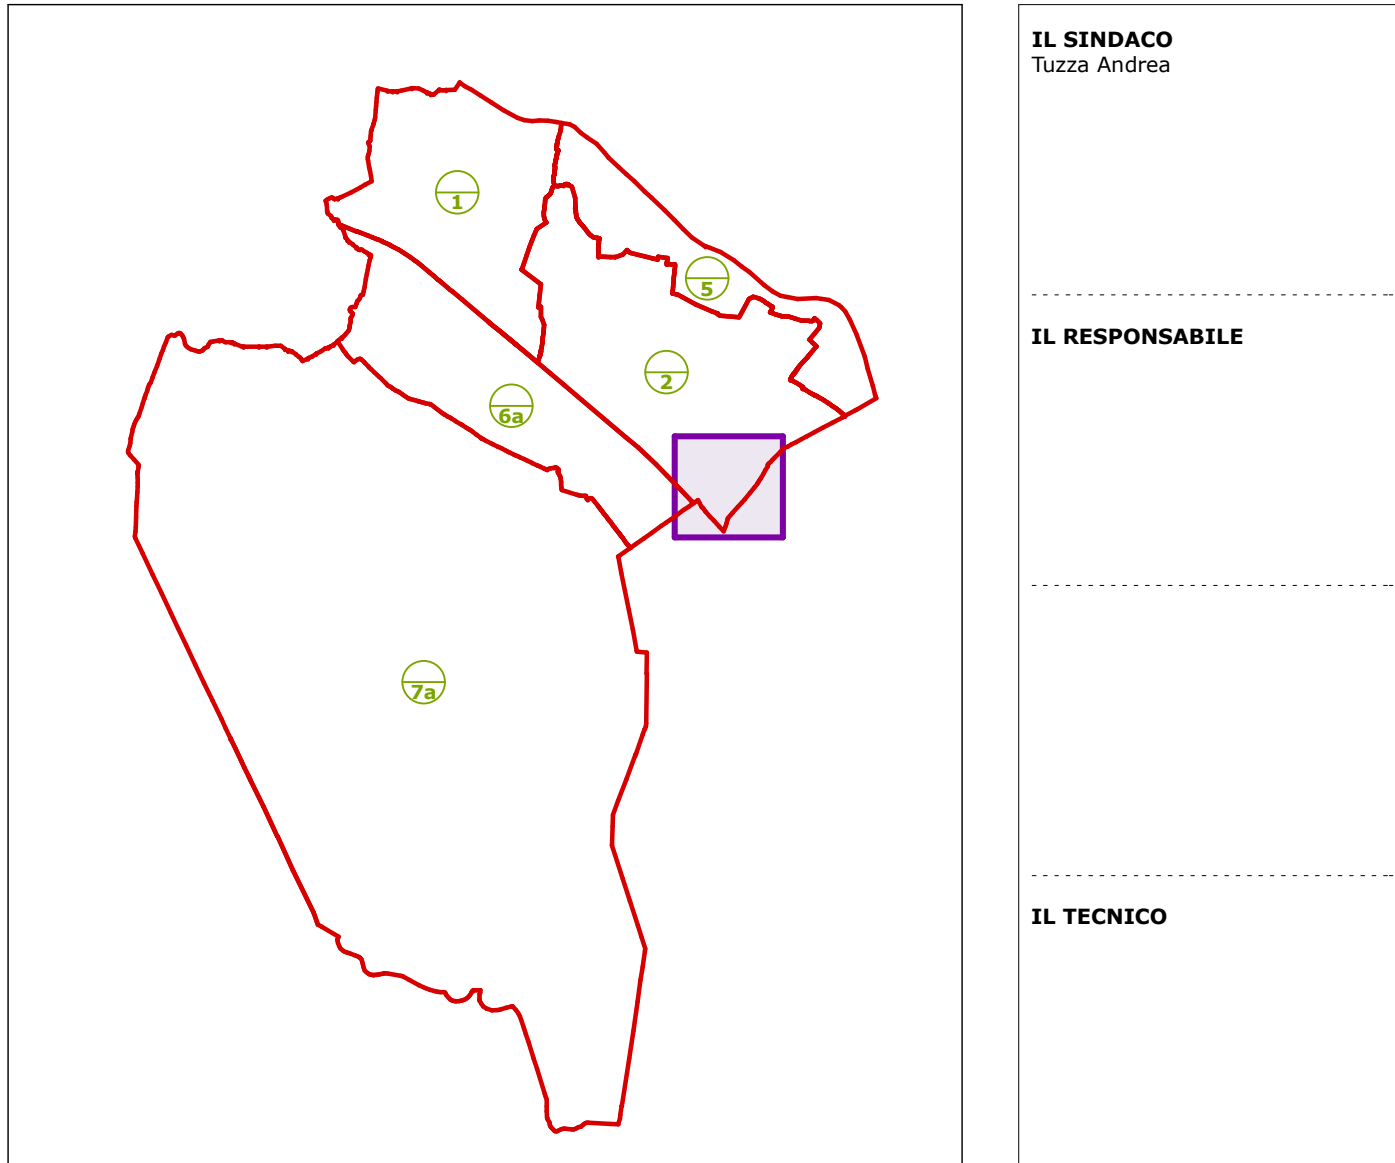 1
5
2
6a
7a
IL SINDACO
Tuzza Andrea
IL RESPONSABILE
IL TECNICO